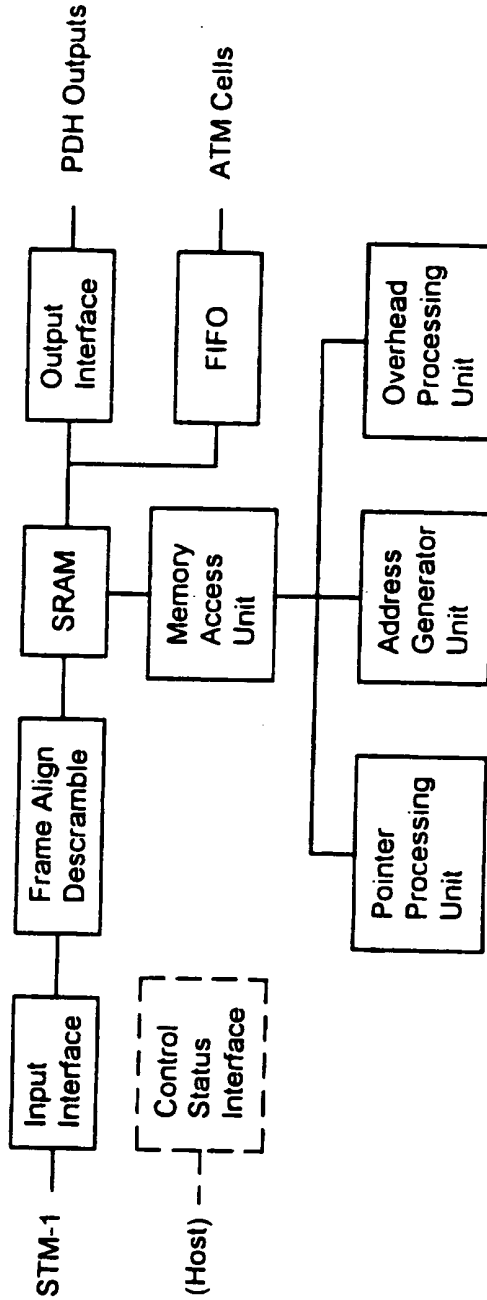 STM-1
Input
Interface
Frame Align
Descramble
SRAM
Output
Interface
PDH Outputs
(Host)
Control
Status
Interface
Memory
Access
Unit
FIFO
ATM Cells
Pointer
Processing
Unit
Address
Generator
Unit
Overhead
Processing
Unit